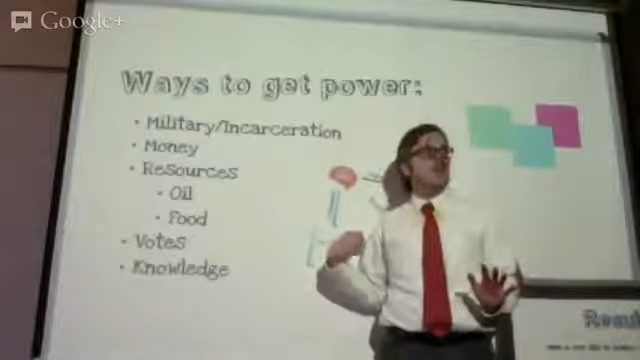 Google+
Ways to get power:
• Military/Incarceration
• Money
• Resources
• Oil
• Food
• Votes
• Knowledge